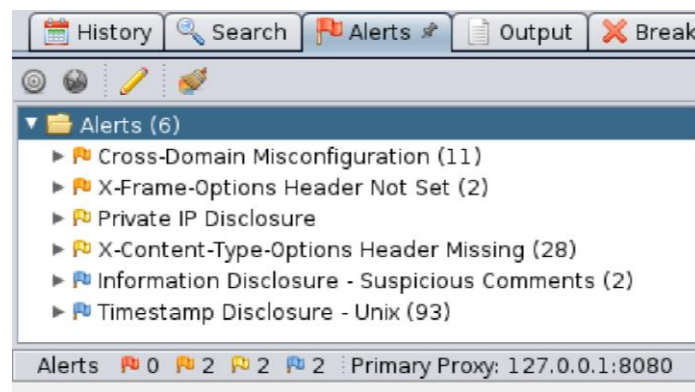 History Search Alerts Output Break
Alerts (6)
Cross-Domain Misconfiguration (11)
X-Frame-Options Header Not Set (2)
Private IP Disclosure
X-Content-Type-Options Header Missing (28)
Information Disclosure - Suspicious Comments (2)
Timestamp Disclosure - Unix (93)
Alerts 0 2 2 2 Primary Proxy: 127.0.0.1:8080